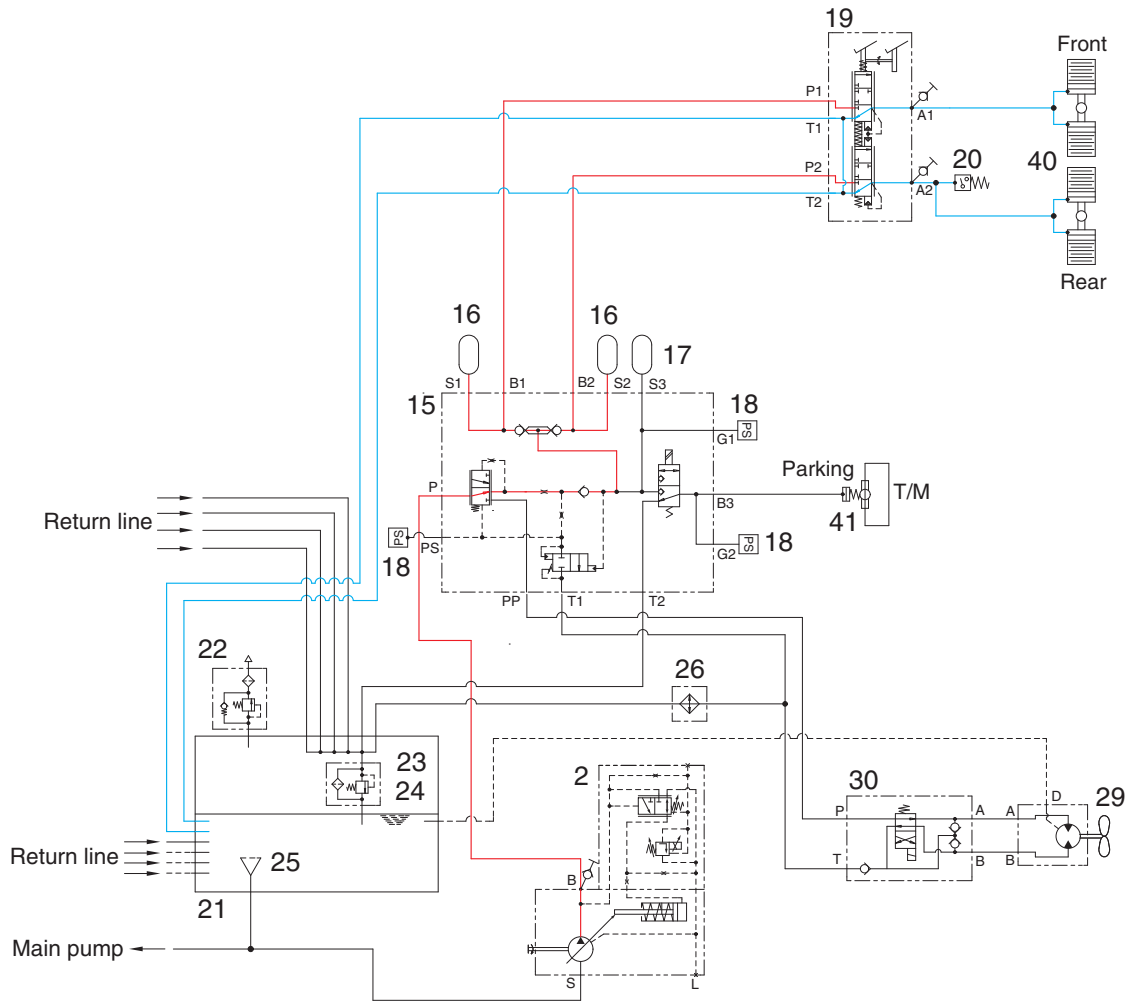 19
Front
P1
A1
T1
P2
20
40
A2
T2
Rear
16
16
17
S1
B1
B2
S2
S3
15
18
PS
G1
Parking
P
T/M
B3
Return line
41
PS
PS
18
G2
PS
18
PP
T1
T2
22
26
23
24
2
30
D
29
P
A
A
T
B
B
Return line
25
B
21
Main pump
S
L